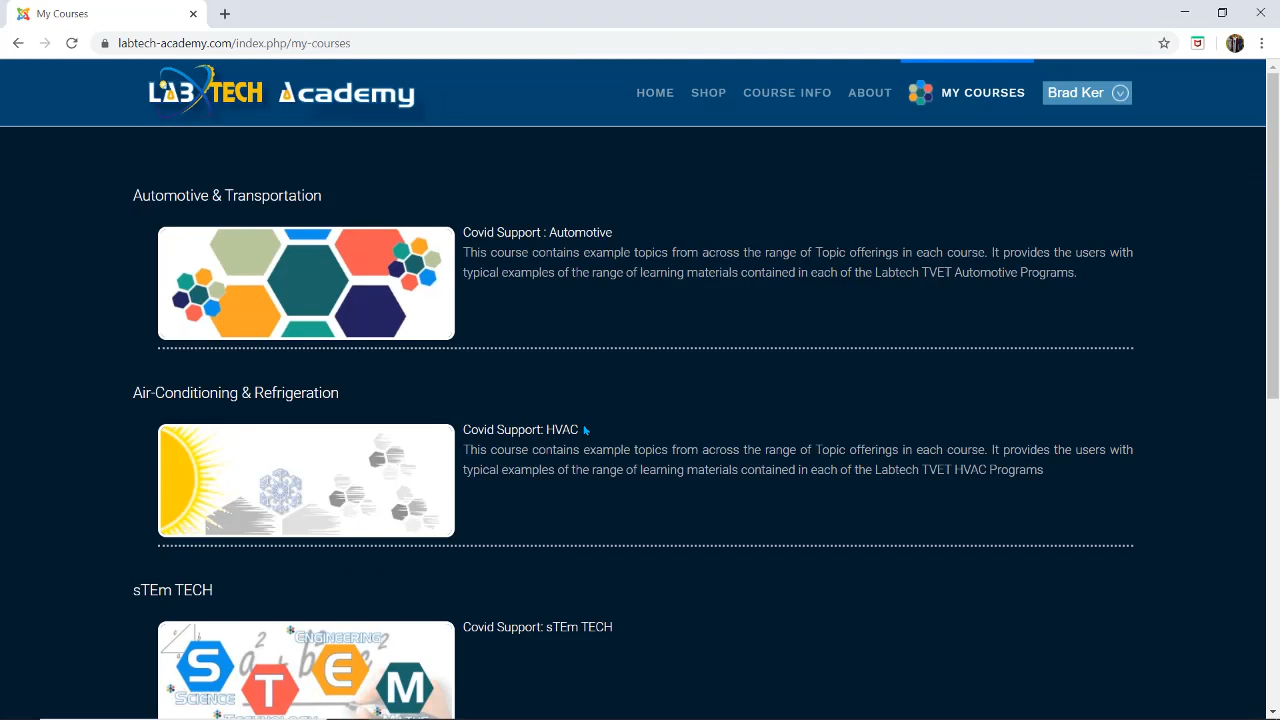 My Courses
labtech-academy.com/index.php/my-courses
LABTECH Academy
HOME SHOP COURSE INFO ABOUT MY COURSES Brad Ker
Automotive & Transportation
Covid Support : Automotive
This course contains example topics from across the range of Topic offerings in each course. It provides the users with
typical examples of the range of learning materials contained in each of the Labtech TVET Automotive Programs.
Air-Conditioning & Refrigeration
Covid Support: HVAC
This course contains example topics from across the range of Topic offerings in each course. It provides the users with
typical examples of the range of learning materials contained in each of the Labtech TVET HVAC Programs
sTEm TECH
Covid Support: sTEm TECH
ENGINEERING
S T E M
SCIENCE